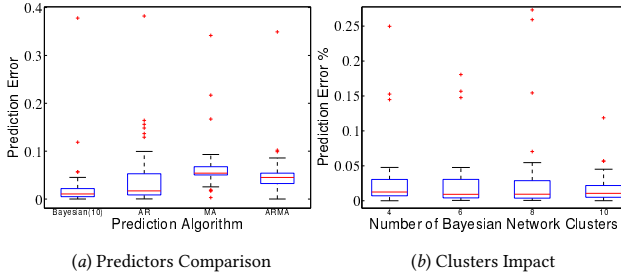 Prediction Error
0.4
0.3
0.2
0.1
0
Bayesian(10) AR MA ARMA
Prediction Algorithm
(a) Predictors Comparison
Prediction Error %
0.25
0.2
0.15
0.1
0.05
0
4 6 8 10
Number of Bayesian Network Clusters
(b) Clusters Impact